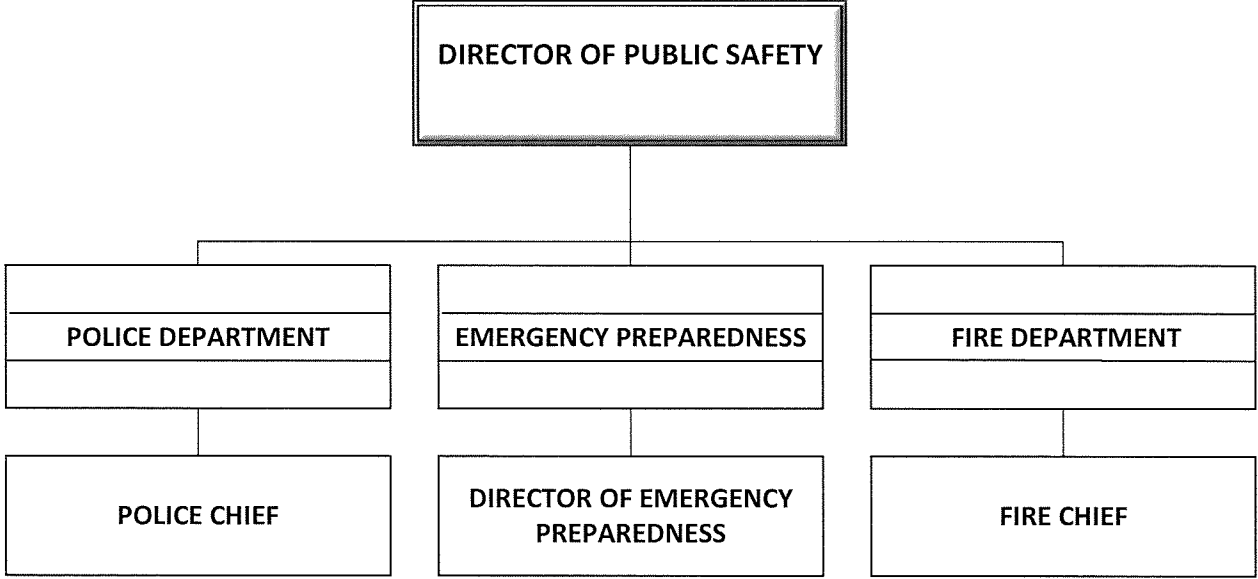 DIRECTOR OF PUBLIC SAFETY
POLICE DEPARTMENT
EMERGENCY PREPAREDNESS
FIRE DEPARTMENT
POLICE CHIEF
DIRECTOR OF EMERGENCY
PREPAREDNESS
FIRE CHIEF